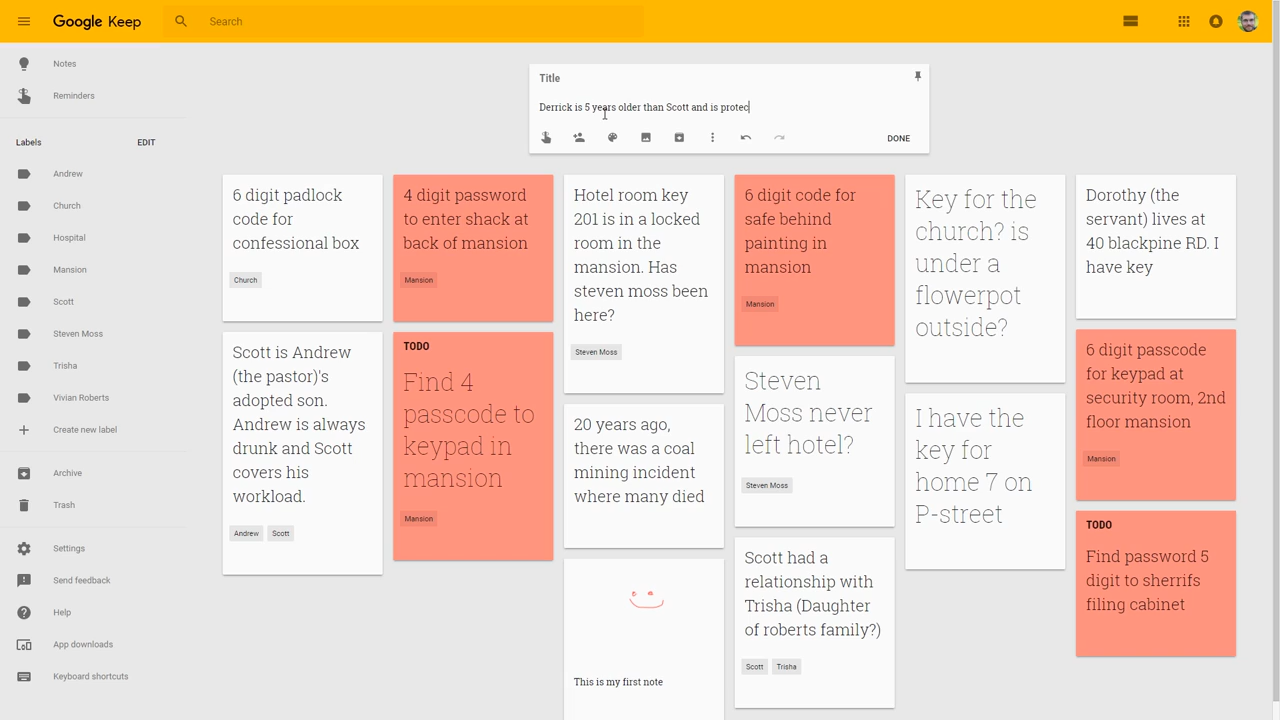 Google Keep
Search
Notes
Reminders
Labels
EDIT
Andrew
Church
Hospital
Mansion
Scott
Steven Moss
Trisha
Vivian Roberts
Create new label
Archive
Trash
Settings
Send feedback
Help
App downloads
Keyboard shortcuts
Title
Derrick is 5 years older than Scott and is protec
DONE
6 digit padlock
code for
confessional box
Church
Scott is Andrew
(the pastor)'s
adopted son.
Andrew is always
drunk and Scott
covers his
workload.
Andrew
Scott
4 digit password
to enter shack at
back of mansion
Mansion
TODO
Find 4
passcode to
keypad in
mansion
Mansion
Hotel room key
201 is in a locked
room in the
mansion. Has
steven moss been
here?
Steven Moss
20 years ago,
there was a coal
mining incident
where many died
This is my first note
6 digit code for
safe behind
painting in
mansion
Mansion
Steven
Moss never
left hotel?
Steven Moss
Scott had a
relationship with
Trisha (Daughter
of roberts family?)
Scott
Trisha
Key for the
church? is
under a
flowerpot
outside?
I have the
key for
home 7 on
P-street
Dorothy (the
servant) lives at
40 blackpine RD. I
have key
6 digit passcode
for keypad at
security room, 2nd
floor mansion
Mansion
TODO
Find password 5
digit to sherrifs
filing cabinet